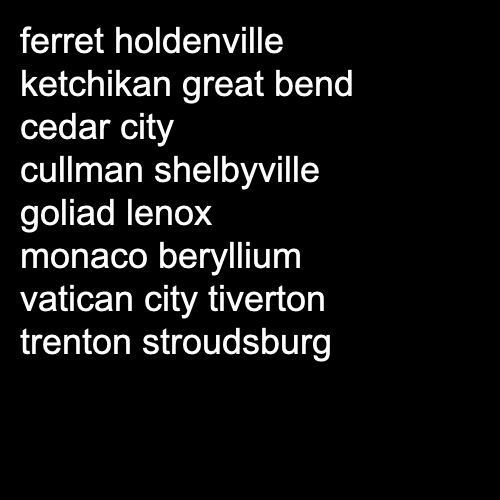 ferret holdenville
ketchikan great bend
cedar city
cullman shelbyville
goliad lenox
monaco beryllium
vatican city tiverton
trenton stroudsburg